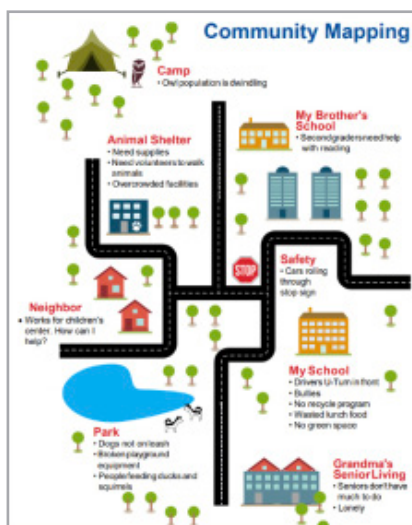 Community Mapping
Camp
• Owl population is dwindling
My Brother's
School
• Second graders need help
with reading
Animal Shelter
• Need supplies
• Need volunteers to walk
animals
• Overcrowded facilities
STOP
Safety
• Cars rolling
through
stop sign
Neighbor
• Works for children's
center. How can I
help?
My School
• Drivers U-Turn in front
• Bullies
• No recycle program
• Wasted lunch food
• No green space
Park
• Dogs not on leash
• Broken playground
equipment
• People feeding ducks and
squirrels
Grandma's
Senior Living
• Seniors don't have
much to do
• Lonely